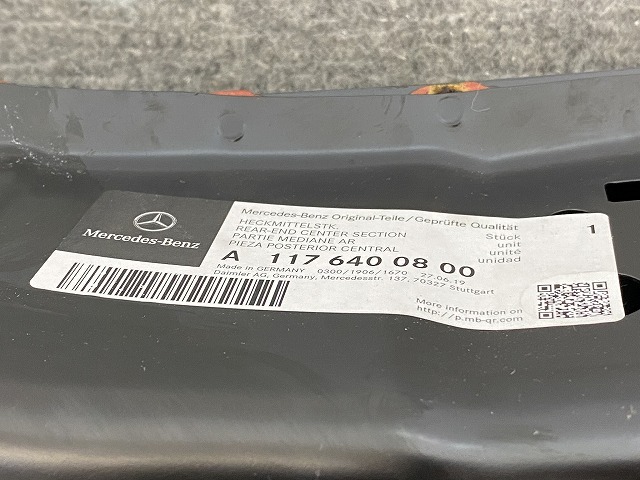 Mercedes-Benz
Mercedes-Benz Original-Teile/Geprüfte Qualität
HECKMITTELSTK.
REAR-END CENTER SECTION
PARTIE MEDIANE AR
PIEZA POSTERIOR CENTRAL
Stück
unit
unité
unidad
1
A 117 640 08 00
Made in GERMANY 0300/1906/1670 27.06.19
Daimler AG, Germany, Mercedesstr. 137, 70327 Stuttgart
More information on
http://p.mb-qr.com